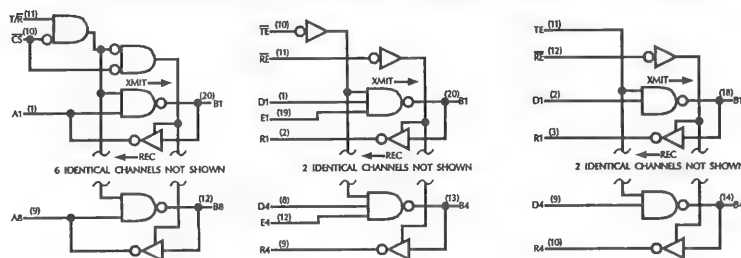 T/R̅ (11)
C̅S̅ (10)
XMIT
(20) B1
A1 (1)
REC
6 IDENTICAL CHANNELS NOT SHOWN
(12) B8
A8 (9)
T̅E̅ (10)
R̅E̅ (11)
XMIT
D1 (1)
(20) B1
E1 (19)
R1 (2)
REC
2 IDENTICAL CHANNELS NOT SHOWN
D4 (8)
(13) B4
E4 (12)
R4 (9)
TE (11)
R̅E̅ (12)
XMIT
D1 (2)
(18) B1
R1 (3)
REC
2 IDENTICAL CHANNELS NOT SHOWN
D4 (9)
(14) B4
R4 (10)